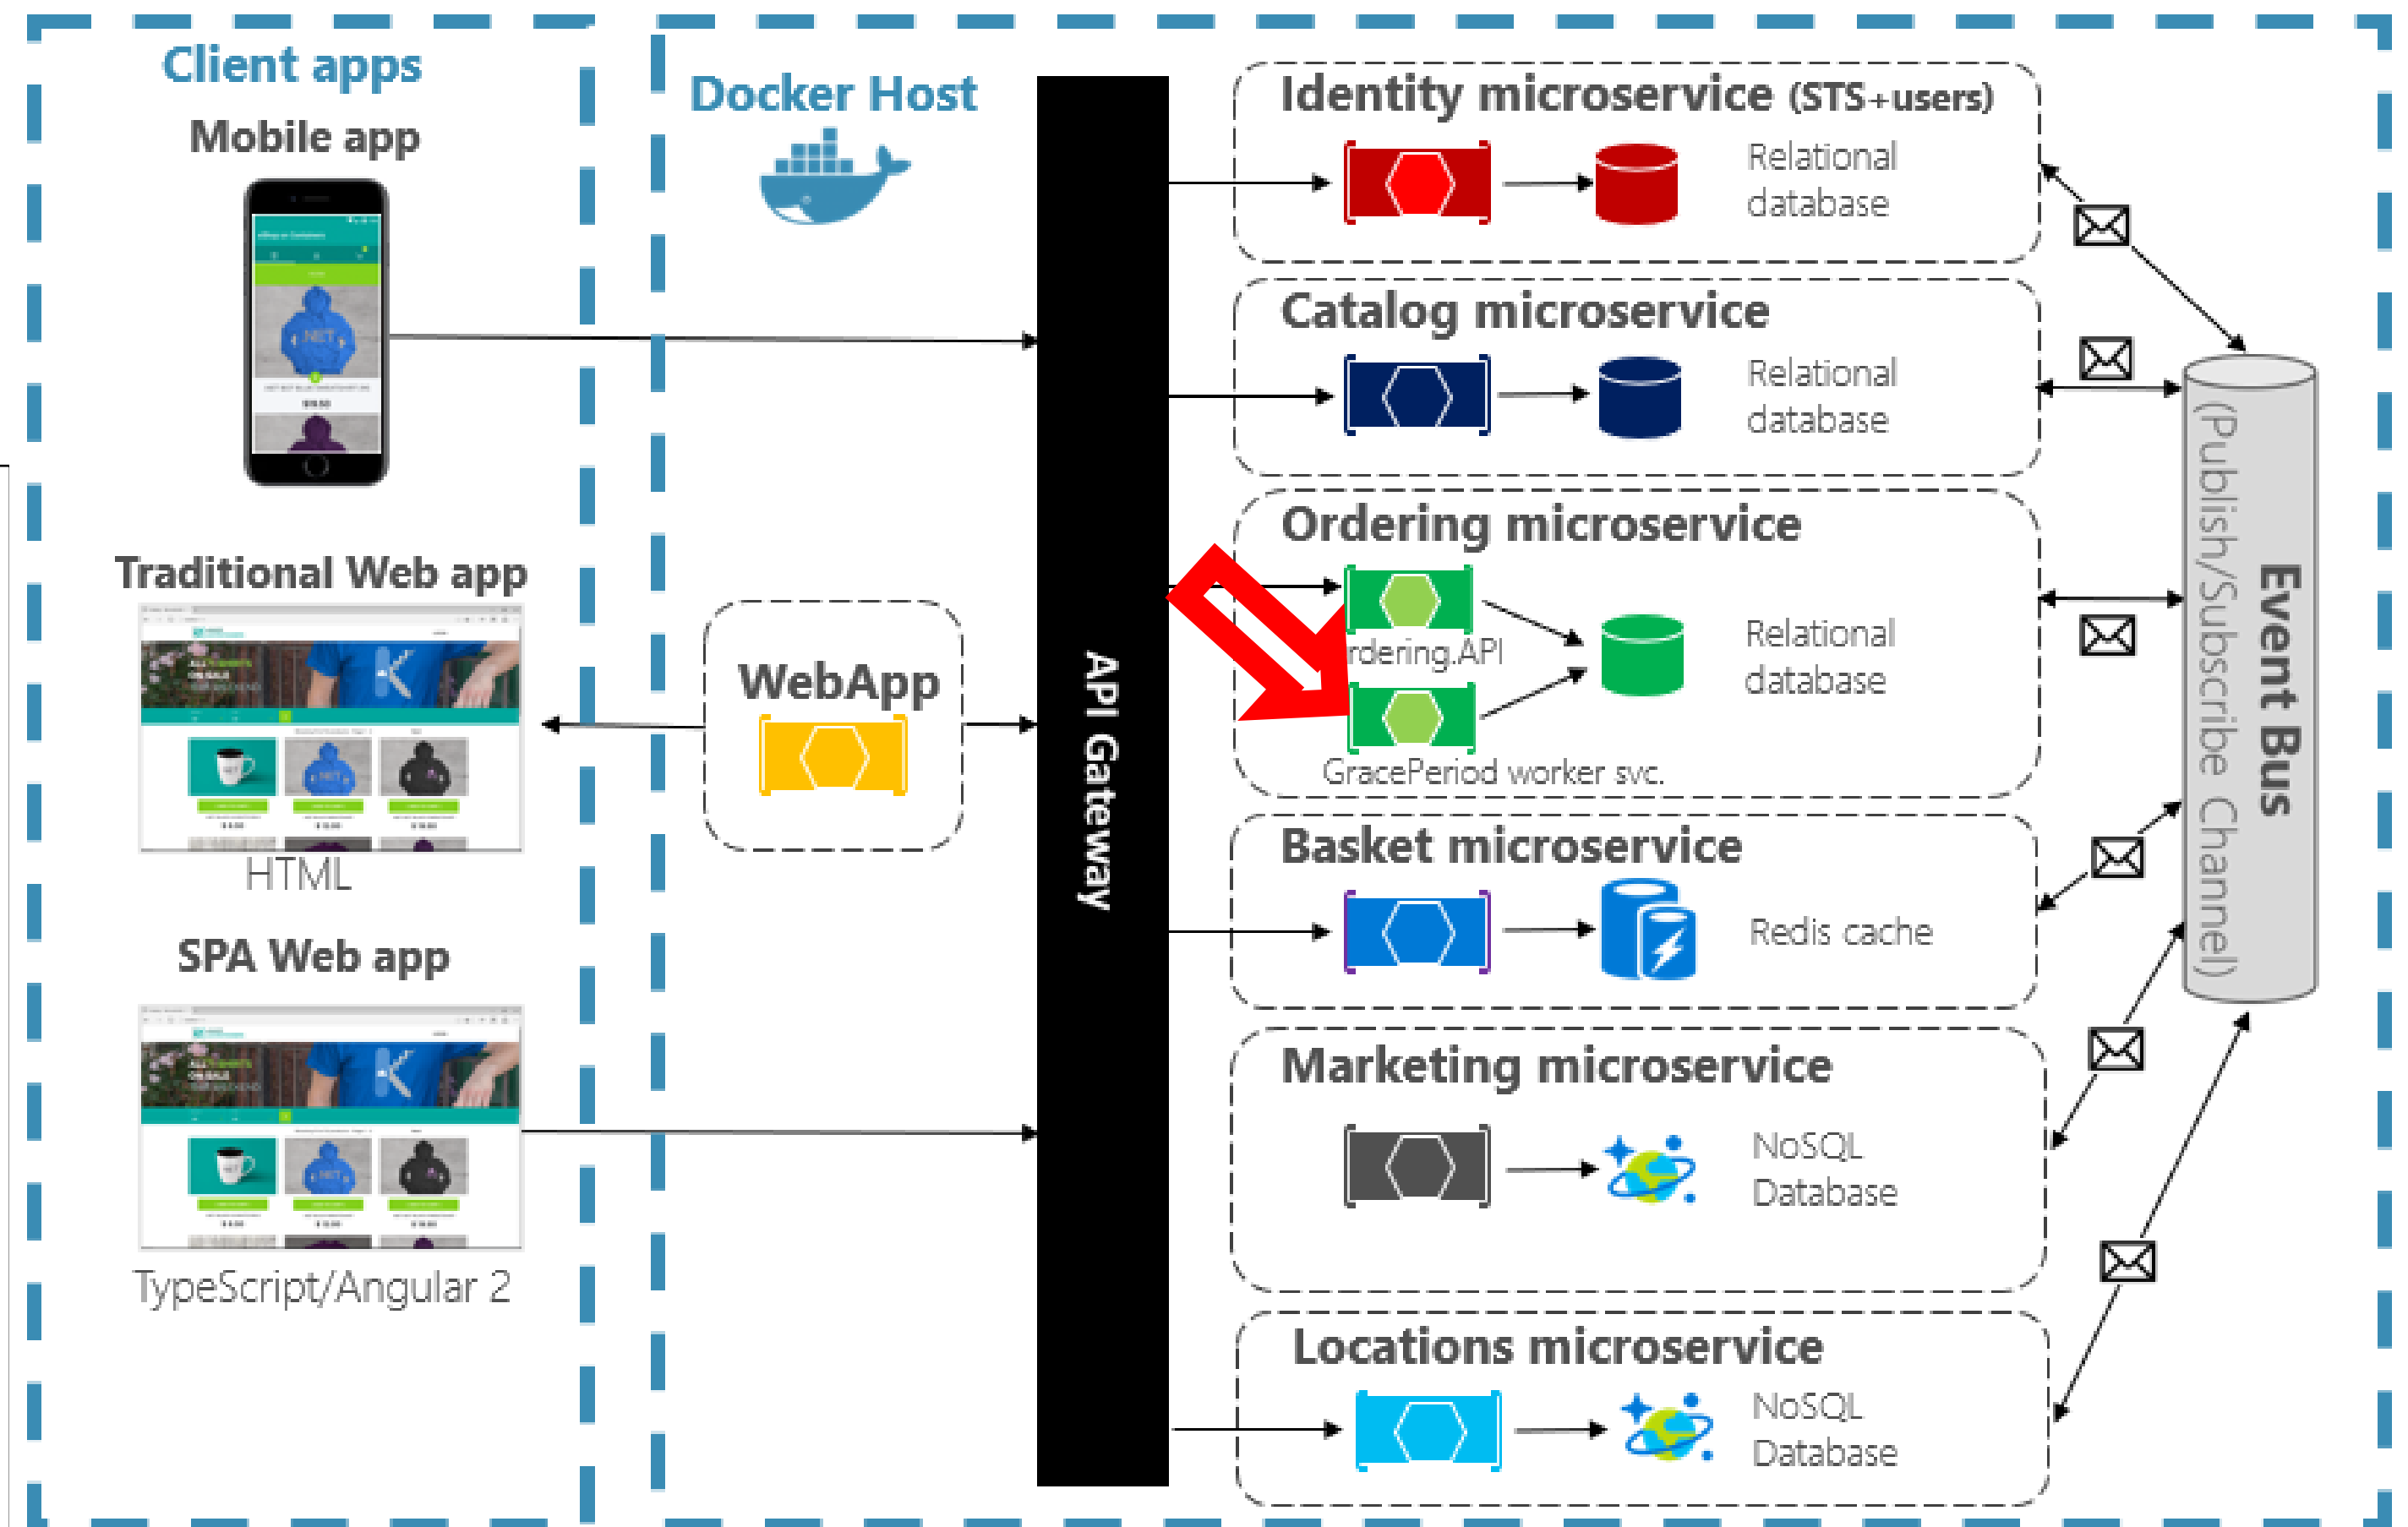 Client apps
Mobile app
Traditional Web app
HTML
SPA Web app
TypeScript/Angular 2
Docker Host
WebApp
API Gateway
Identity microservice (STS+users)
Relational
database
Catalog microservice
Relational
database
Ordering microservice
rdering.API
Relational
database
GracePeriod worker svc.
Basket microservice
Redis cache
Marketing microservice
NoSQL
Database
Locations microservice
NoSQL
Database
Event Bus
(Publish/Subscribe Channel)